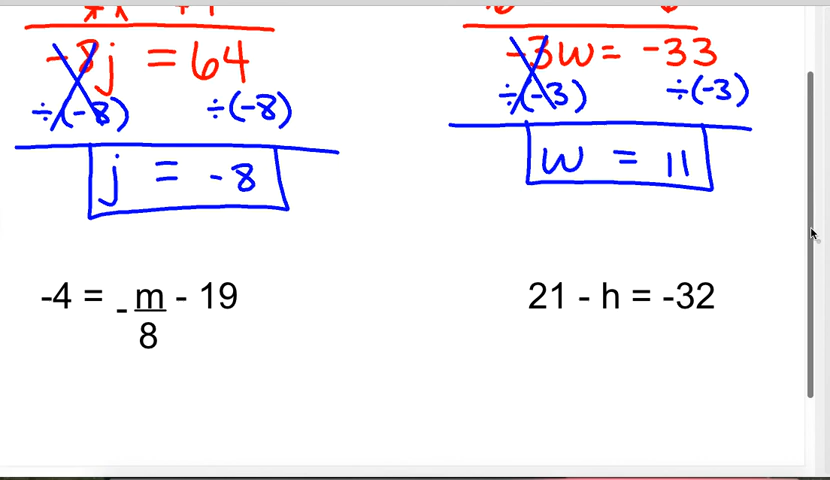 -8j = 64
÷(-8) ÷(-8)
j = -8
-3w = -33
÷(-3) ÷(-3)
w = 11
-4 = -m/8 - 19
21 - h = -32